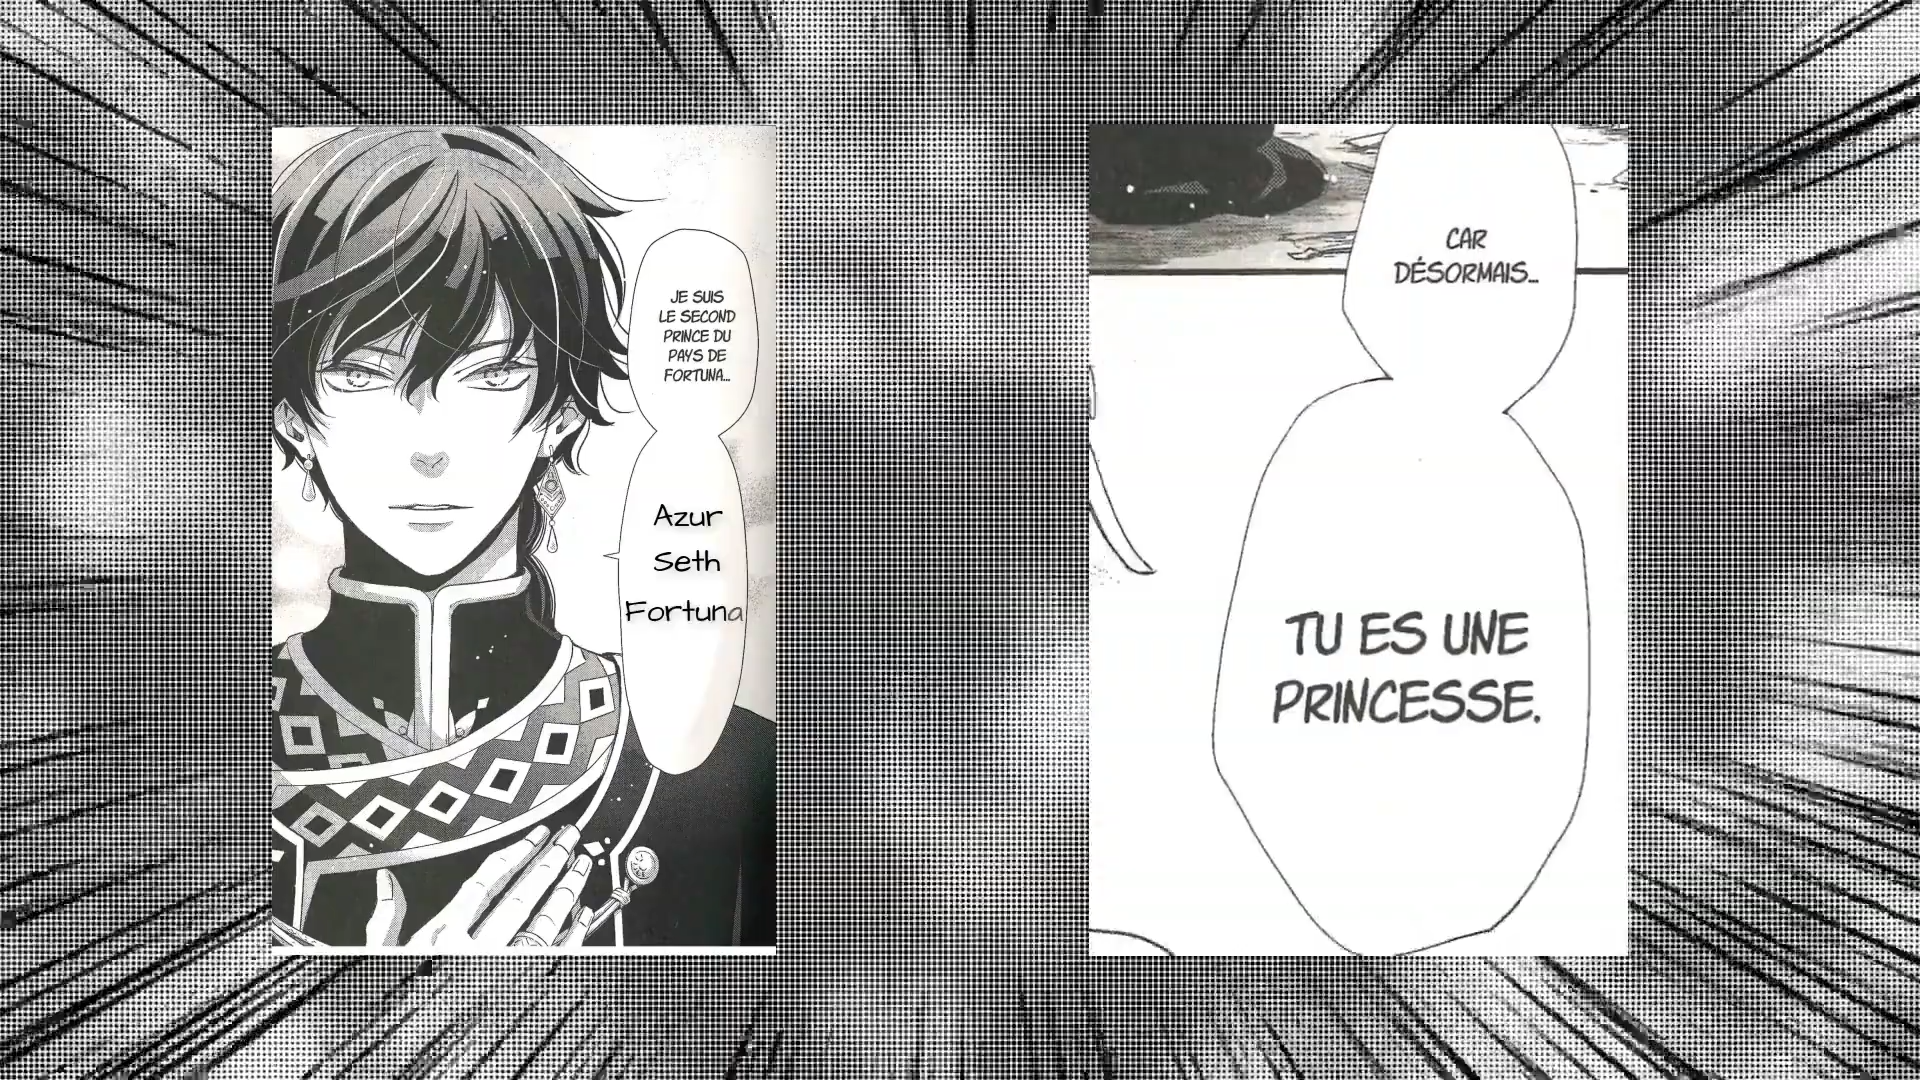 JE SUIS
LE SECOND
PRINCE DU
PAYS DE
FORTUNA...
Azur
Seth
Fortuna
CAR
DÉSORMAIS...
TU ES UNE
PRINCESSE.